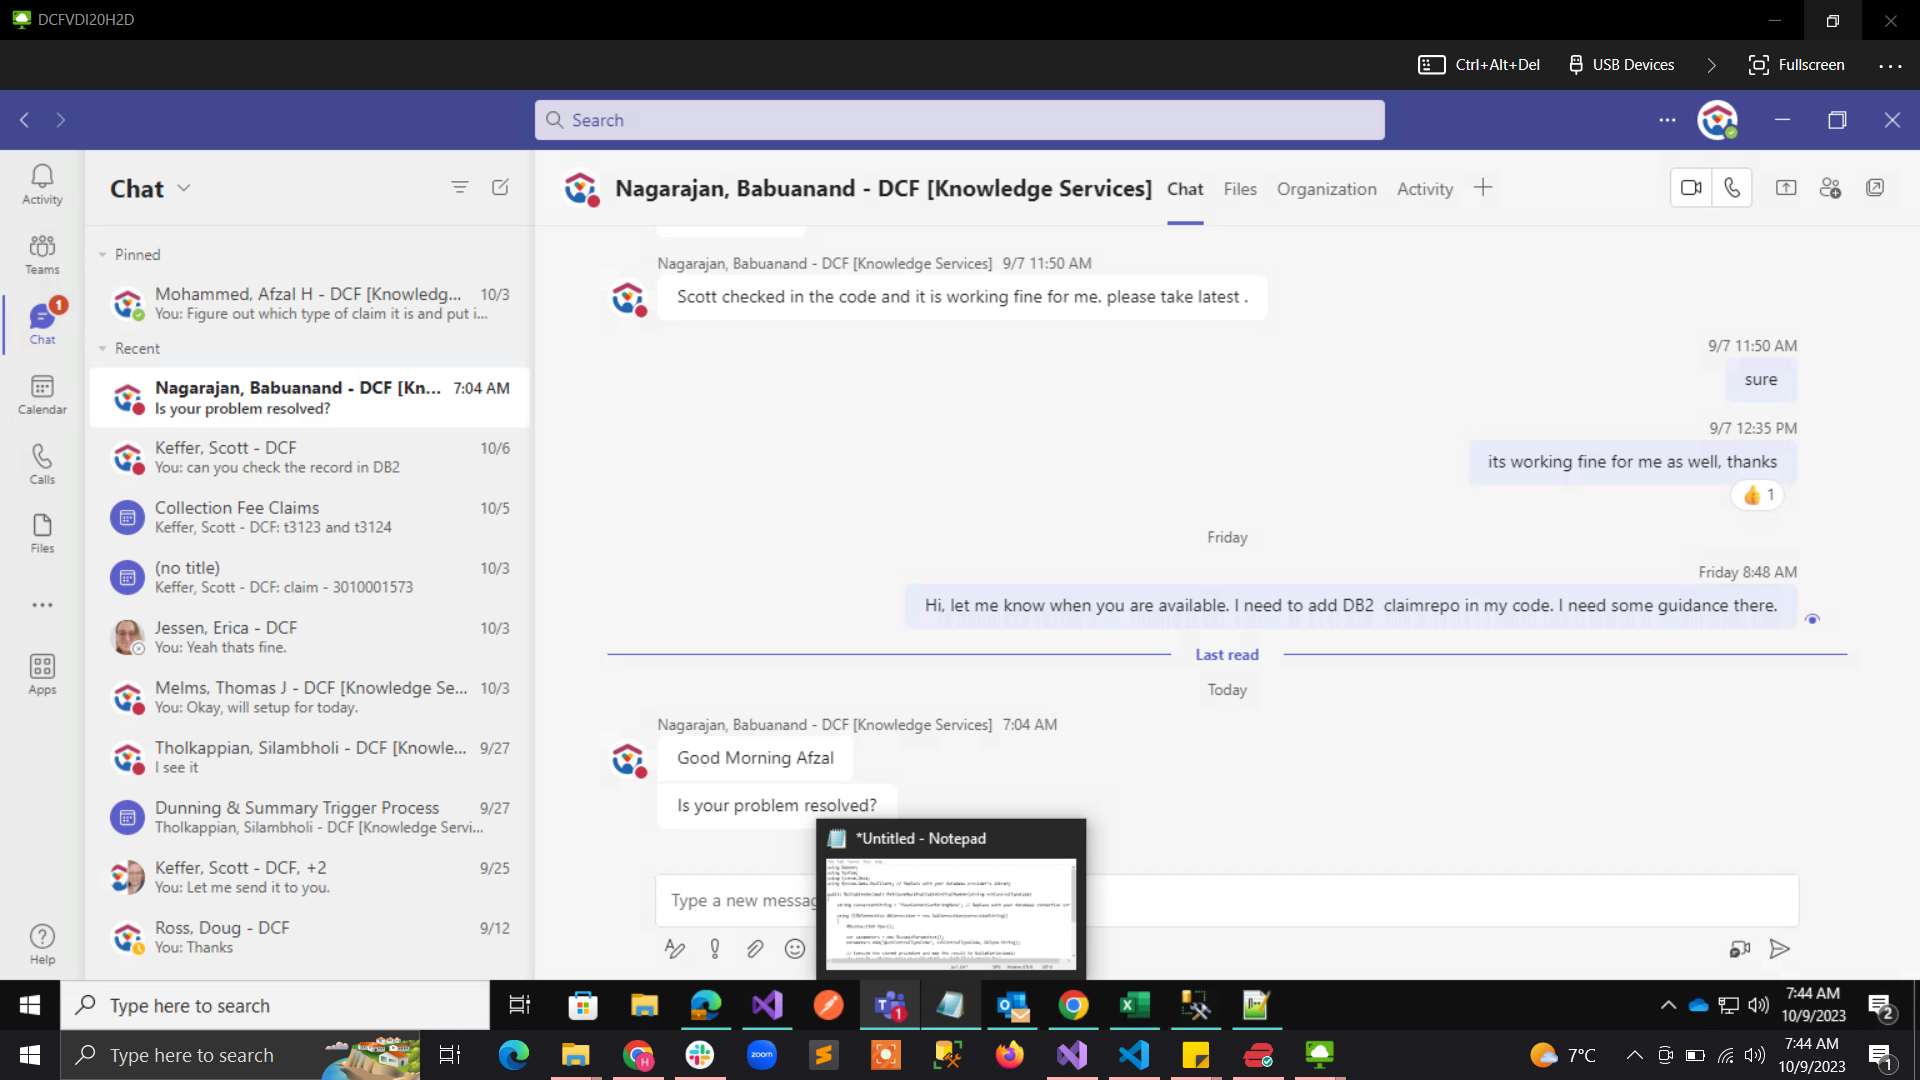 DCFVDI20H2D
Ctrl+Alt+Del
USB Devices
Fullscreen
Search
Activity
Teams
1
Chat
Calendar
Calls
Files
Apps
Help
Chat
Pinned
Mohammed, Afzal H - DCF [Knowledg... 10/3
You: Figure out which type of claim it is and put i...
Recent
Nagarajan, Babuanand - DCF [Kn... 7:04 AM
Is your problem resolved?
Keffer, Scott - DCF 10/6
You: can you check the record in DB2
Collection Fee Claims 10/5
Keffer, Scott - DCF: t3123 and t3124
(no title) 10/3
Keffer, Scott - DCF: claim - 3010001573
Jessen, Erica - DCF 10/3
You: Yeah thats fine.
Melms, Thomas J - DCF [Knowledge Se... 10/3
You: Okay, will setup for today.
Tholkappian, Silambholi - DCF [Knowle... 9/27
I see it
Dunning & Summary Trigger Process 9/27
Tholkappian, Silambholi - DCF [Knowledge Servi...
Keffer, Scott - DCF, +2 9/25
You: Let me send it to you.
Ross, Doug - DCF 9/12
You: Thanks
Nagarajan, Babuanand - DCF [Knowledge Services] Chat Files Organization Activity
Nagarajan, Babuanand - DCF [Knowledge Services] 9/7 11:50 AM
Scott checked in the code and it is working fine for me. please take latest .
9/7 11:50 AM
sure
9/7 12:35 PM
its working fine for me as well, thanks
1
Friday
Friday 8:48 AM
Hi, let me know when you are available. I need to add DB2 claimrepo in my code. I need some guidance there.
Last read
Today
Nagarajan, Babuanand - DCF [Knowledge Services] 7:04 AM
Good Morning Afzal
Is your problem resolved?
*Untitled - Notepad
using System.Data;
Type a new messag
Type here to search
1
7:44 AM
10/9/2023
2
Type here to search
zoom
7°C
7:44 AM
10/9/2023
1